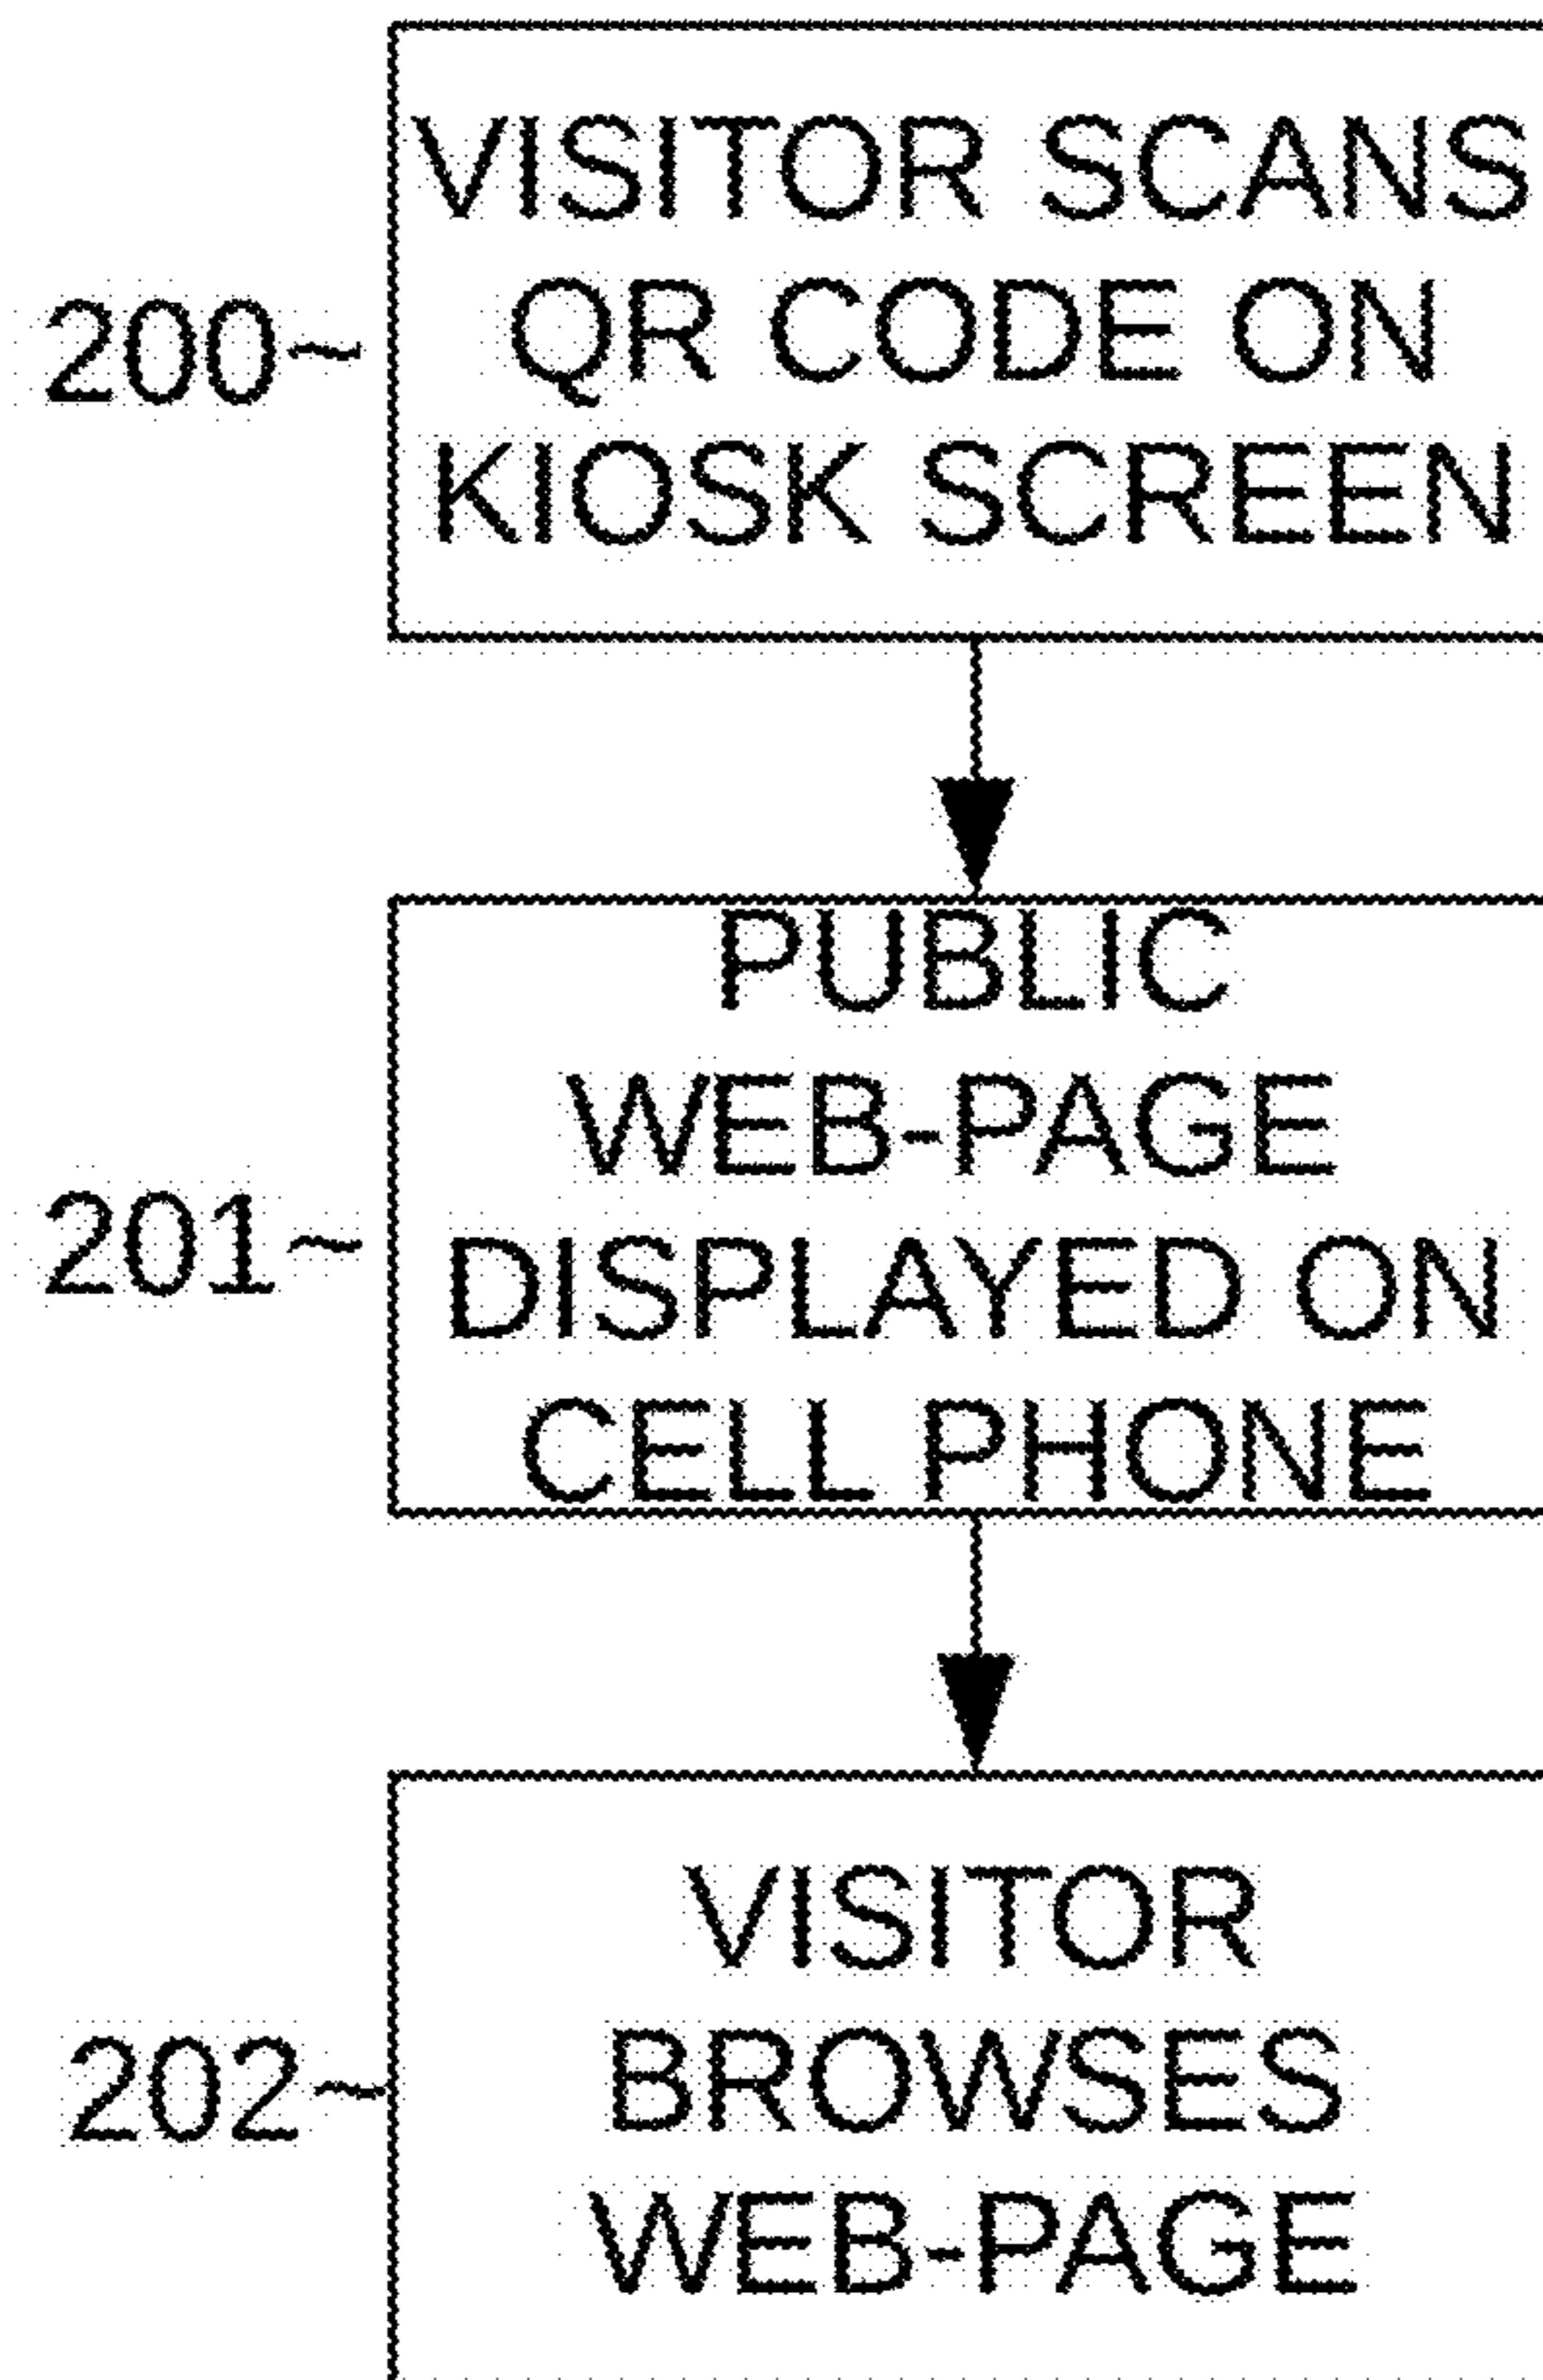 VISITOR SCANS
QR CODE ON
KIOSK SCREEN
200~
PUBLIC
WEB-PAGE
DISPLAYED ON
CELL PHONE
201~
VISITOR
BROWSES
WEB-PAGE
202~